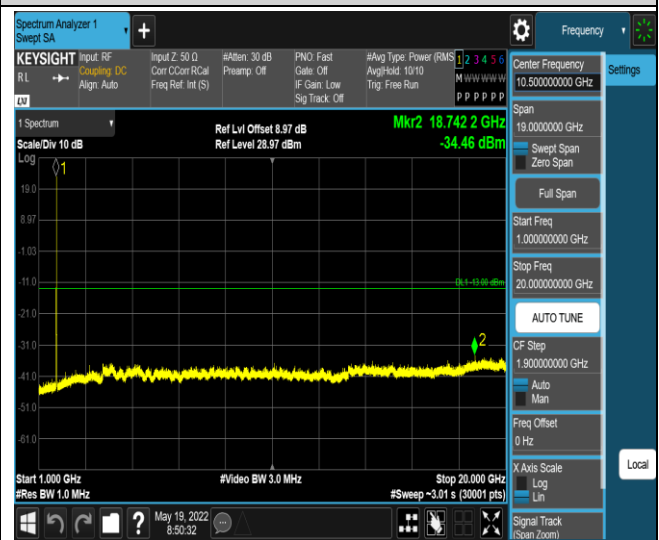 Spectrum Analyzer 1
Swept SA
+
Frequency
KEYSIGHT
RL
LXI
Input: RF
Coupling: DC
Align: Auto
Input Z: 50 Ω
Corr CCorr RCal
Freq Ref: Int (S)
#Atten: 30 dB
Preamp: Off
PNO: Fast
Gate: Off
IF Gain: Low
Sig Track: Off
#Avg Type: Power (RMS
Avg|Hold: 10/10
Trig: Free Run
1 2 3 4 5 6
M W W W W W
P P P P P P
1 Spectrum
Scale/Div 10 dB
Ref Lvl Offset 8.97 dB
Ref Level 28.97 dBm
Mkr2 18.742 2 GHz
-34.46 dBm
Log
1
19.0
8.97
-1.03
-11.0
DL1 -13.00 dBm
-21.0
-31.0
2
-41.0
-51.0
-61.0
Start 1.000 GHz
#Res BW 1.0 MHz
#Video BW 3.0 MHz
Stop 20.000 GHz
#Sweep ~3.01 s (30001 pts)
?
May 19, 2022
8:50:32
Center Frequency
10.500000000 GHz
Settings
Span
19.0000000 GHz
Swept Span
Zero Span
Full Span
Start Freq
1.000000000 GHz
Stop Freq
20.000000000 GHz
AUTO TUNE
CF Step
1.900000000 GHz
Auto
Man
Freq Offset
0 Hz
X Axis Scale
Log
Lin
Local
Signal Track
(Span Zoom)